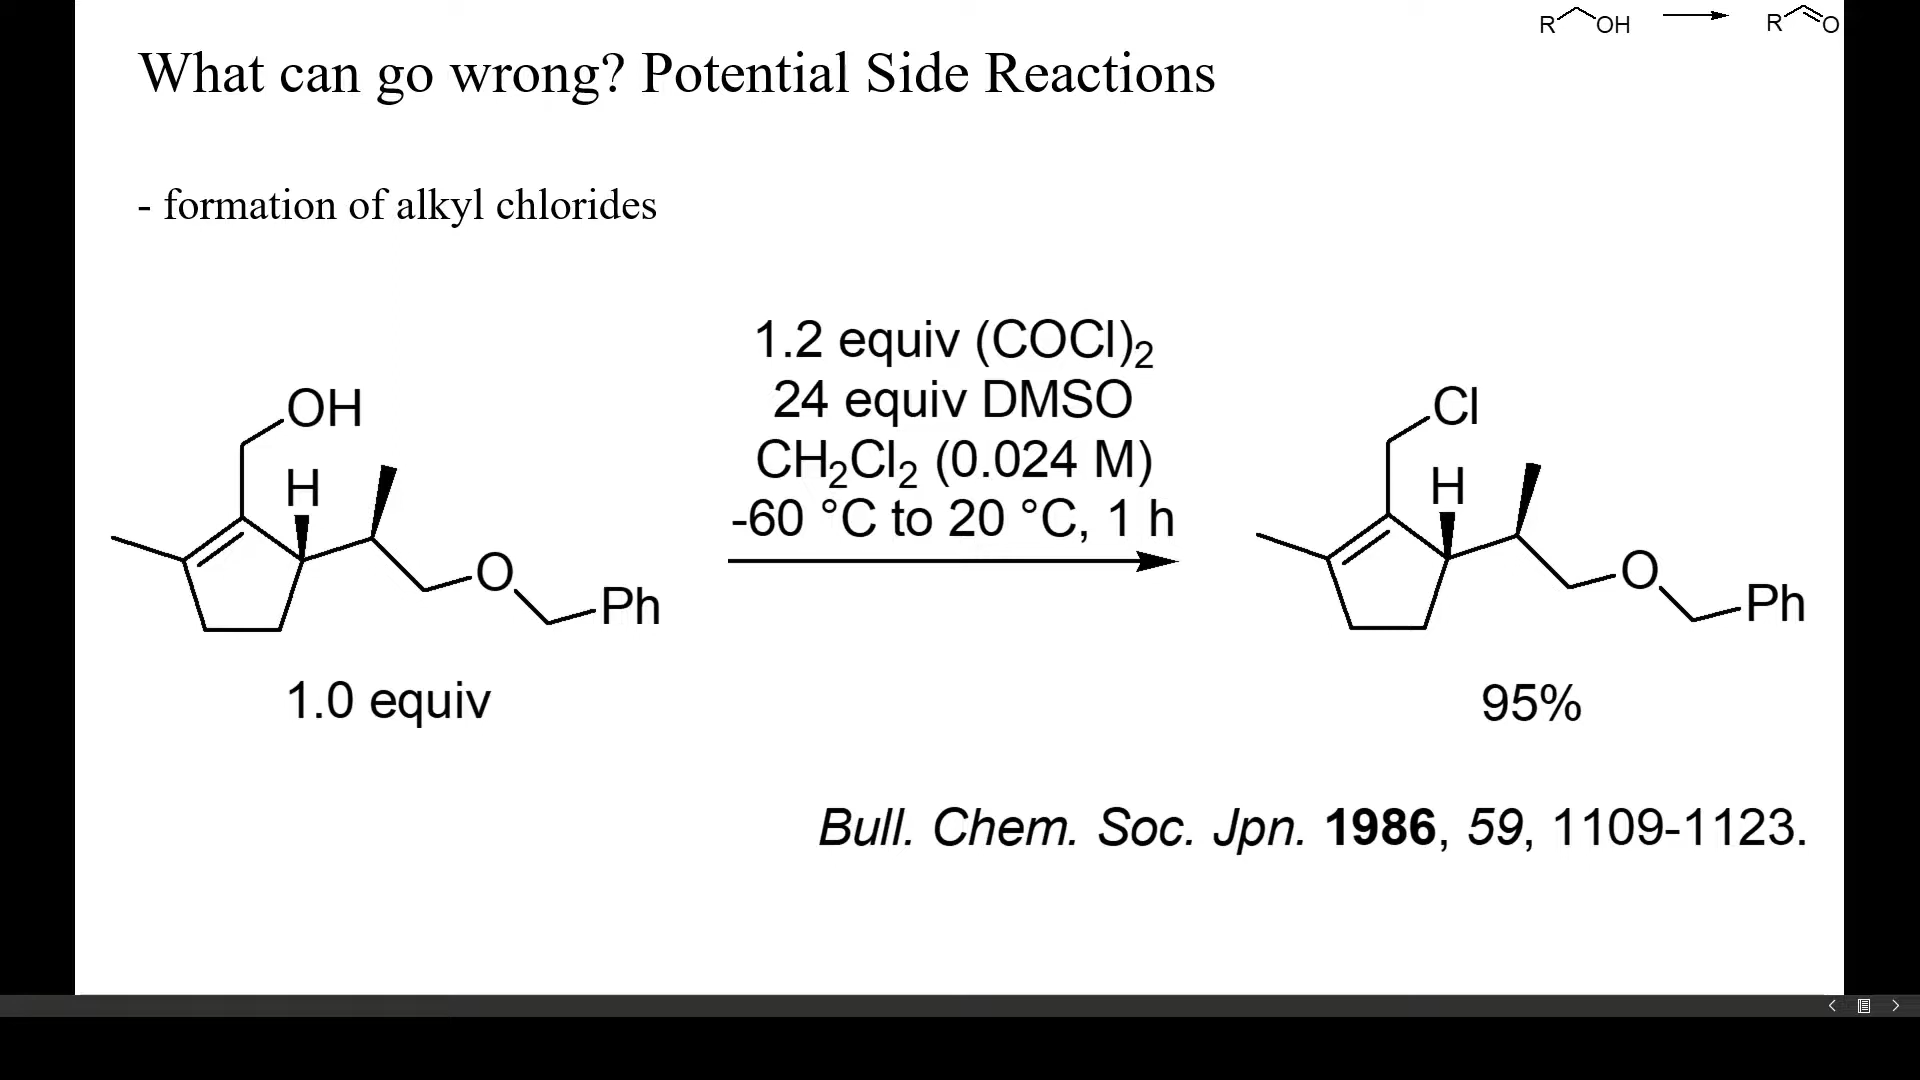 R OH R O
What can go wrong? Potential Side Reactions
- formation of alkyl chlorides
1.2 equiv (COCl)2
24 equiv DMSO
CH2Cl2 (0.024 M)
-60 °C to 20 °C, 1 h
OH
H
O
Ph
1.0 equiv
Cl
H
O
Ph
95%
Bull. Chem. Soc. Jpn. 1986, 59, 1109-1123.